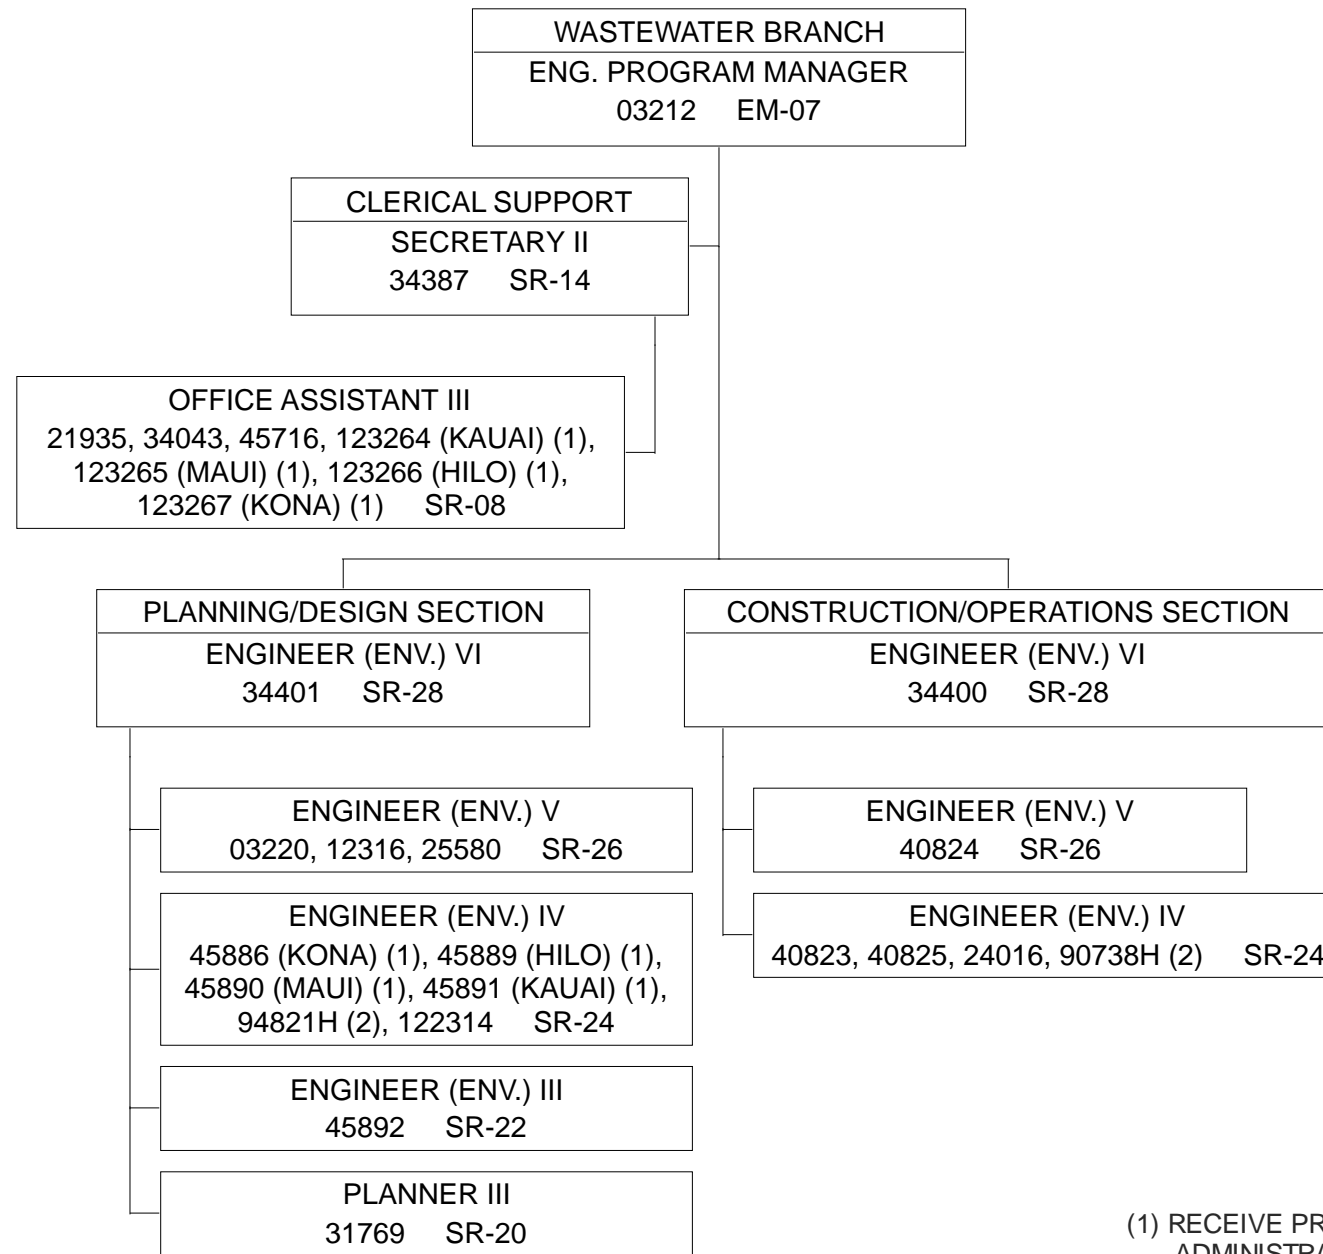 WASTEWATER BRANCH
ENG. PROGRAM MANAGER
03212 EM-07
CLERICAL SUPPORT
SECRETARY II
34387 SR-14
OFFICE ASSISTANT III
21935, 34043, 45716, 123264 (KAUAI) (1),
123265 (MAUI) (1), 123266 (HILO) (1),
123267 (KONA) (1) SR-08
PLANNING/DESIGN SECTION
ENGINEER (ENV.) VI
34401 SR-28
ENGINEER (ENV.) V
03220, 12316, 25580 SR-26
ENGINEER (ENV.) IV
45886 (KONA) (1), 45889 (HILO) (1),
45890 (MAUI) (1), 45891 (KAUAI) (1),
94821H (2), 122314 SR-24
ENGINEER (ENV.) III
45892 SR-22
PLANNER III
31769 SR-20
CONSTRUCTION/OPERATIONS SECTION
ENGINEER (ENV.) VI
34400 SR-28
ENGINEER (ENV.) V
40824 SR-26
ENGINEER (ENV.) IV
40823, 40825, 24016, 90738H (2) SR-24
(1) RECEIVE